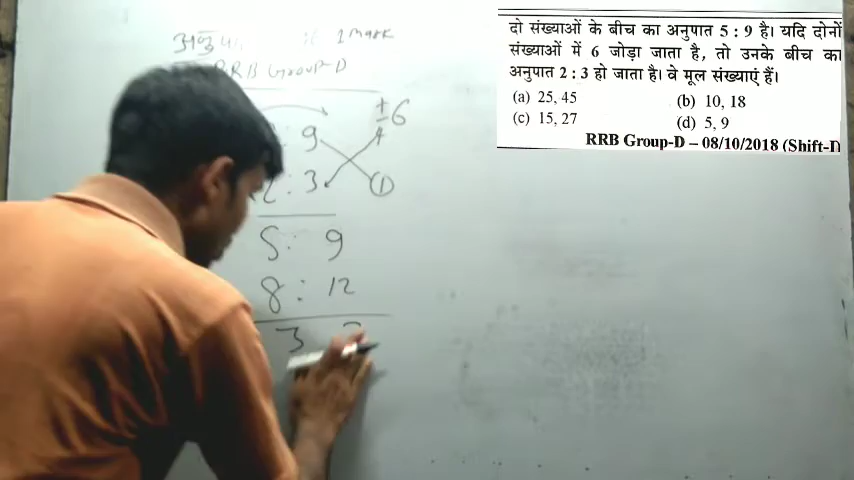 1 Mark
RRB Group-D
9 ± 6
4
2 : 3 1
5 : 9
8 : 12
3
दो संख्याओं के बीच का अनुपात 5 : 9 है। यदि दोनों
संख्याओं में 6 जोड़ा जाता है, तो उनके बीच का
अनुपात 2 : 3 हो जाता है। वे मूल संख्याएं हैं।
(a) 25, 45 (b) 10, 18
(c) 15, 27 (d) 5, 9
RRB Group-D – 08/10/2018 (Shift-I)